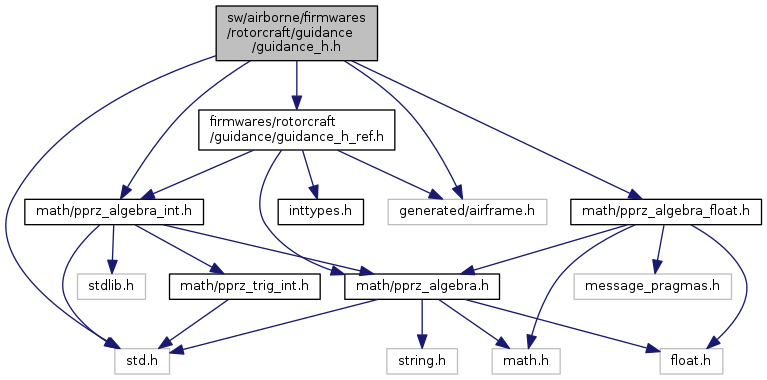 sw/airborne/firmwares
/rotorcraft/guidance
/guidance_h.h
firmwares/rotorcraft
/guidance/guidance_h_ref.h
math/pprz_algebra_int.h
inttypes.h
generated/airframe.h
math/pprz_algebra_float.h
stdlib.h
math/pprz_trig_int.h
math/pprz_algebra.h
message_pragmas.h
std.h
string.h
math.h
float.h